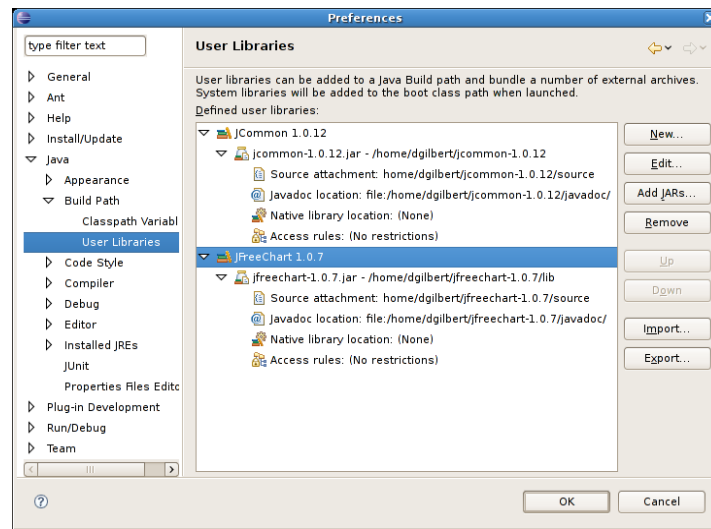 Preferences
type filter text
User Libraries
General
Ant
Help
Install/Update
Java
Appearance
Build Path
Classpath Variabl
User Libraries
Code Style
Compiler
Debug
Editor
Installed JREs
JUnit
Properties Files Editc
Plug-in Development
Run/Debug
Team
User libraries can be added to a Java Build path and bundle a number of external archives.
System libraries will be added to the boot class path when launched.
Defined user libraries:
JCommon 1.0.12
jcommon-1.0.12.jar - /home/dgilbert/jcommon-1.0.12
Source attachment: home/dgilbert/jcommon-1.0.12/source
Javadoc location: file:/home/dgilbert/jcommon-1.0.12/javadoc/
Native library location: (None)
Access rules: (No restrictions)
JFreeChart 1.0.7
jfreechart-1.0.7.jar - /home/dgilbert/jfreechart-1.0.7/lib
Source attachment: home/dgilbert/jfreechart-1.0.7/source
Javadoc location: file:/home/dgilbert/jfreechart-1.0.7/javadoc/
Native library location: (None)
Access rules: (No restrictions)
New...
Edit...
Add JARs...
Remove
Up
Down
Import...
Export...
OK
Cancel